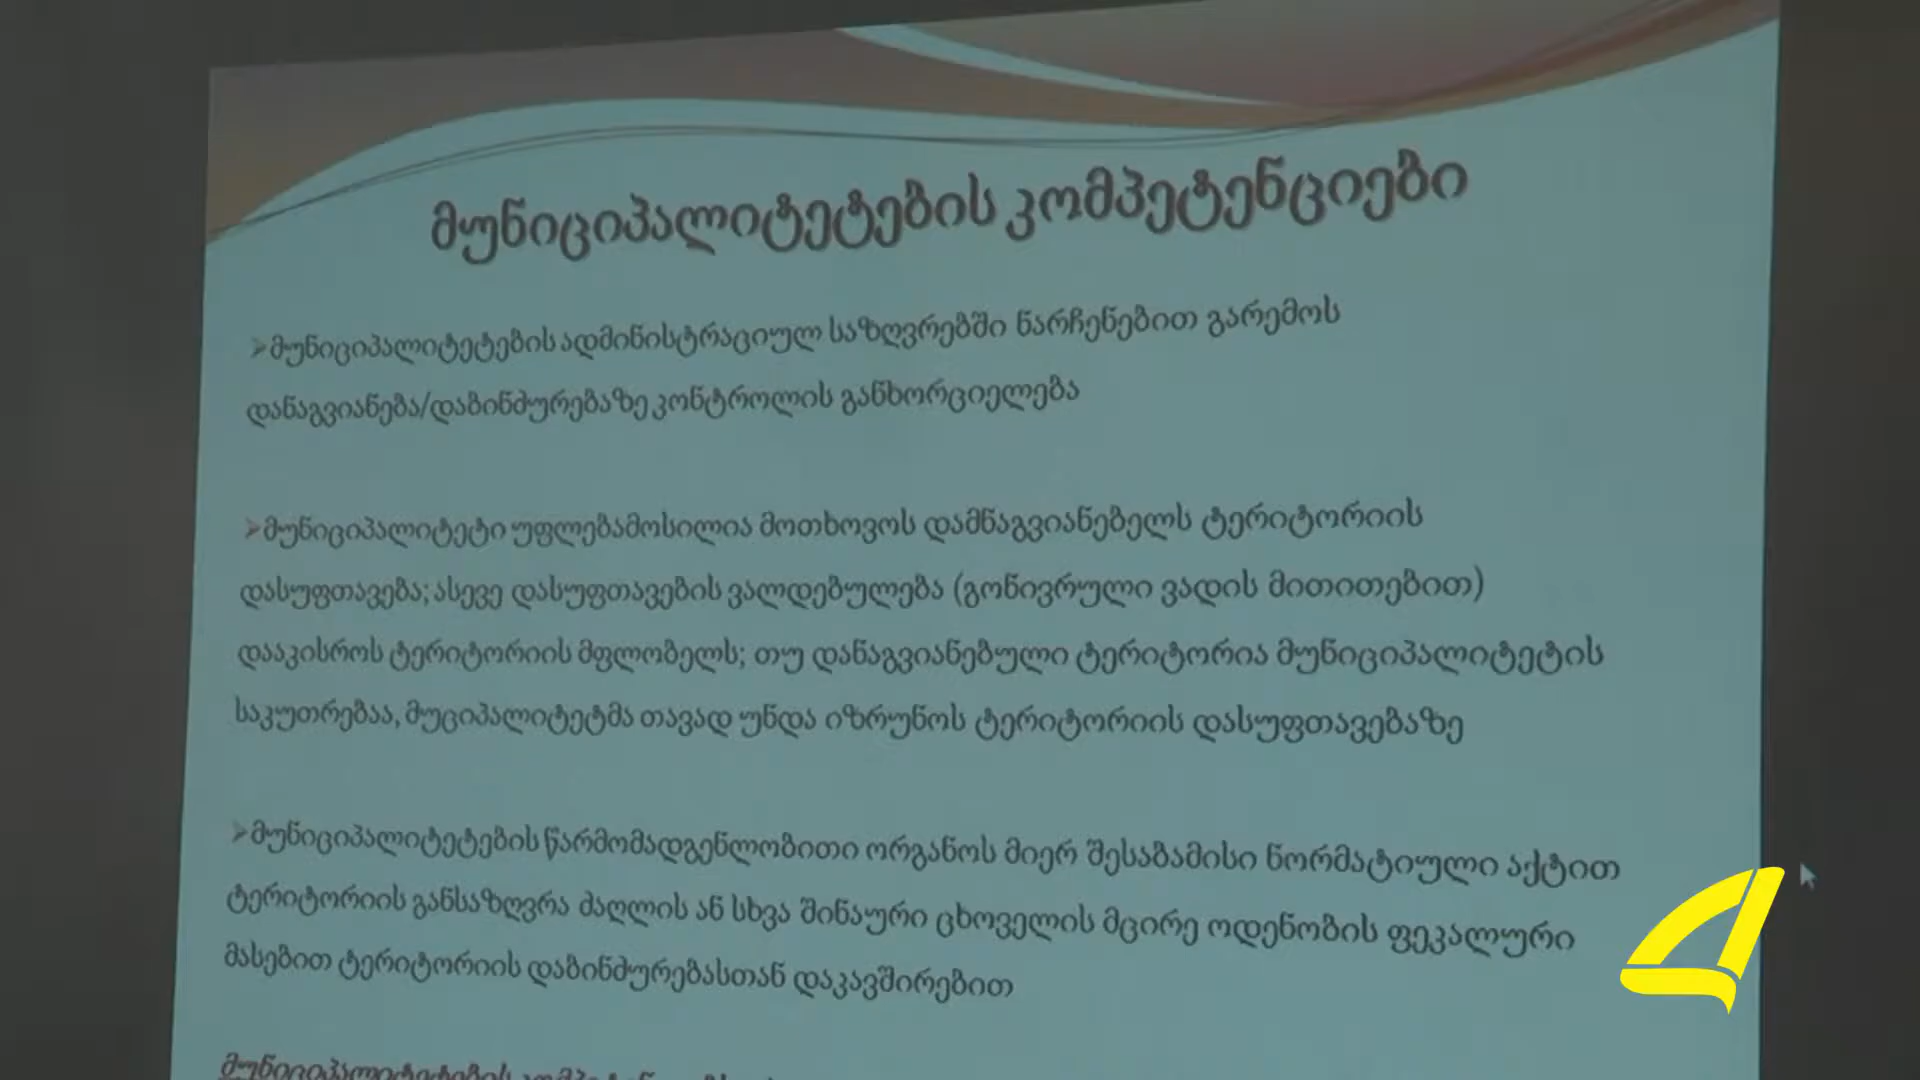 მუნიციპალიტეტების კომპეტენციები
➢მუნიციპალიტეტების ადმინისტრაციულ საზღვრებში ნარჩენებით გარემოს
დანაგვიანება/დაბინძურებაზე კონტროლის განხორციელება
➢მუნიციპალიტეტი უფლებამოსილია მოთხოვოს დამნაგვიანებელს ტერიტორიის
დასუფთავება; ასევე დასუფთავების ვალდებულება (გონივრული ვადის მითითებით)
დააკისროს ტერიტორიის მფლობელს; თუ დანაგვიანებული ტერიტორია მუნიციპალიტეტის
საკუთრებაა, მუციპალიტეტმა თავად უნდა იზრუნოს ტერიტორიის დასუფთავებაზე
➢მუნიციპალიტეტების წარმომადგენლობითი ორგანოს მიერ შესაბამისი ნორმატიული აქტით
ტერიტორიის განსაზღვრა ძაღლის ან სხვა შინაური ცხოველის მცირე ოდენობის ფეკალური
მასებით ტერიტორიის დაბინძურებასთან დაკავშირებით
მუნიციპალიტეტების